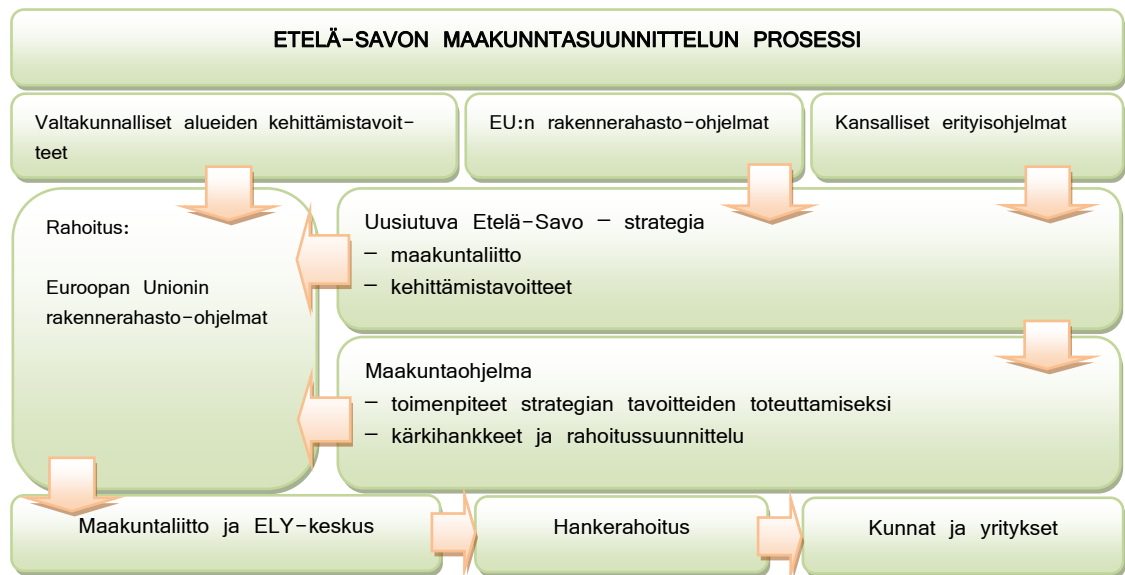 ETELÄ-SAVON MAAKUNNTASUUNNITTELUN PROSESSI
Valtakunnalliset alueiden kehittämistavoit-
teet
EU:n rakennerahasto-ohjelmat
Kansalliset erityisohjelmat
Rahoitus:
Euroopan Unionin
rakennerahasto-ohjelmat
Uusiutuva Etelä-Savo – strategia
– maakuntaliitto
– kehittämistavoitteet
Maakuntaohjelma
– toimenpiteet strategian tavoitteiden toteuttamiseksi
– kärkihankkeet ja rahoitussuunnittelu
Maakuntaliitto ja ELY-keskus
Hankerahoitus
Kunnat ja yritykset